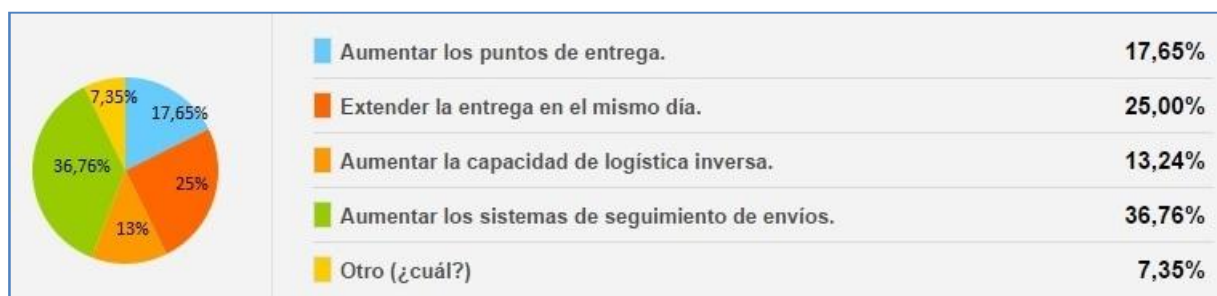 7,35%
17,65%
36,76%
25%
13%
Aumentar los puntos de entrega. 17,65%
Extender la entrega en el mismo día. 25,00%
Aumentar la capacidad de logística inversa. 13,24%
Aumentar los sistemas de seguimiento de envíos. 36,76%
Otro (¿cuál?) 7,35%